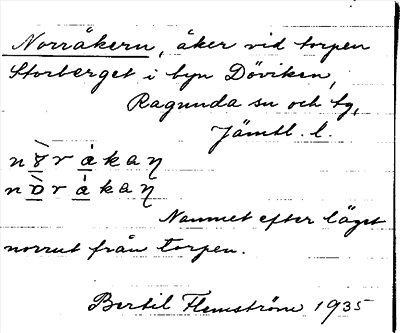 Norråkern, åker vid torpen
Storberget i byn Döviken,
Ragunda sn och tg,
Jämtl. l.
Namnet efter läget
norrut från torpen.
Bertil Flemström 1935